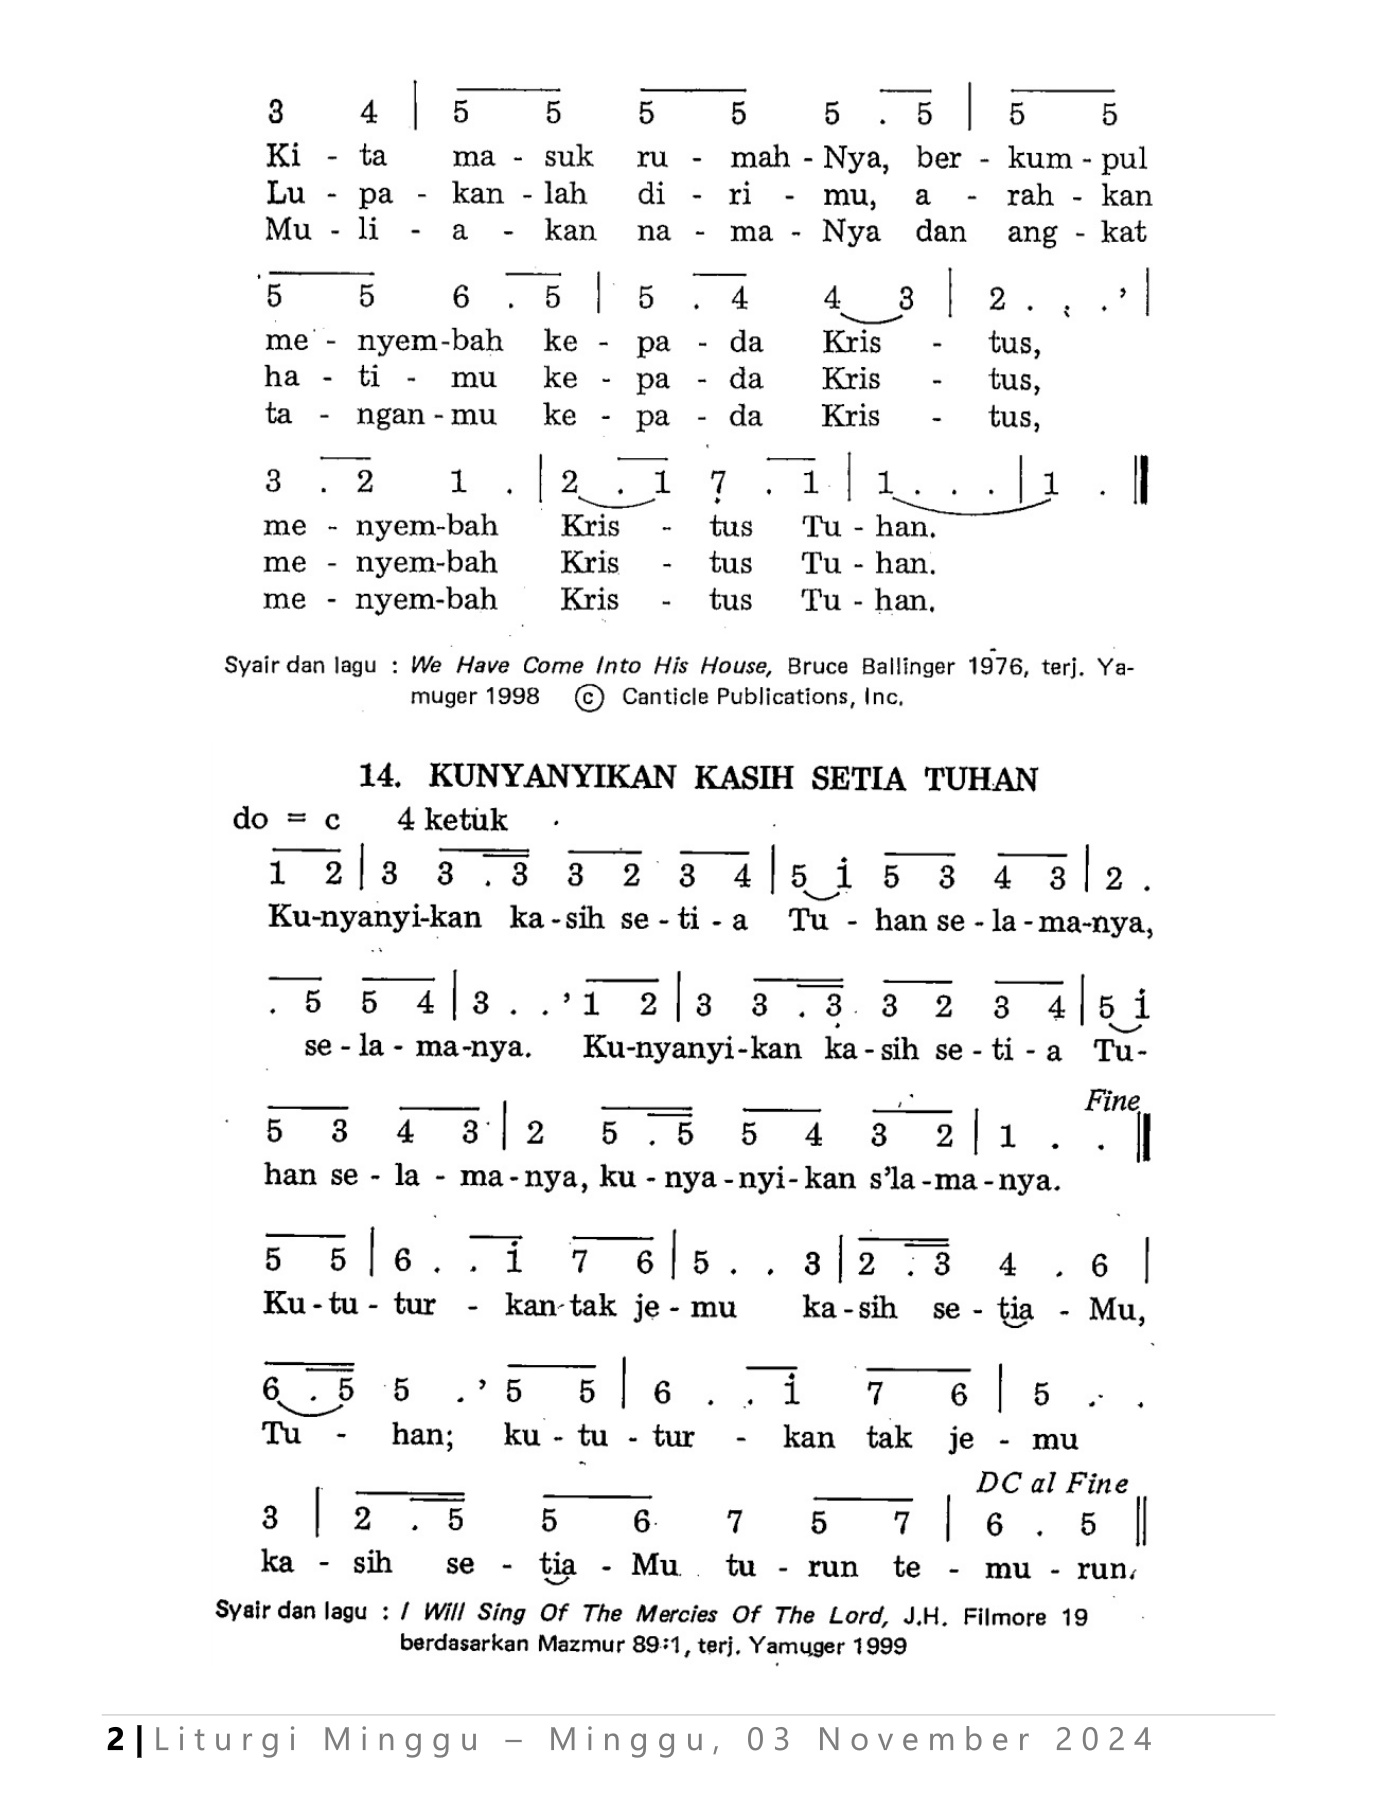 3 4 | 5 5 5 5 5 . 5 | 5 5
Ki - ta ma - suk ru - mah - Nya, ber - kum - pul
Lu - pa - kan - lah di - ri - mu, a - rah - kan
Mu - li - a - kan na - ma - Nya dan ang - kat
5 5 6 . 5 | 5 . 4 4 3 | 2 . . . ’ |
me - nyem-bah ke - pa - da Kris - tus,
ha - ti - mu ke - pa - da Kris - tus,
ta - ngan - mu ke - pa - da Kris - tus,
3 . 2 1 . | 2 . 1 7̣ . 1 | 1 . . . | 1 . ‖
me - nyem-bah Kris - tus Tu - han.
me - nyem-bah Kris - tus Tu - han.
me - nyem-bah Kris - tus Tu - han.
Syair dan lagu : We Have Come Into His House, Bruce Ballinger 1976, terj. Ya-
muger 1998 © Canticle Publications, Inc.
14. KUNYANYIKAN KASIH SETIA TUHAN
do = c 4 ketuk
1 2 | 3 3 . 3 3 2 3 4 | 5 1̇ 5 3 4 3 | 2 .
Ku-nyanyi-kan ka-sih se-ti-a Tu - han se-la-ma-nya,
. 5 5 4 | 3 . . ’ 1 2 | 3 3 . 3 3 2 3 4 | 5 1̇
se-la- ma-nya. Ku-nyanyi-kan ka-sih se-ti-a Tu-
Fine
5 3 4 3 | 2 5 . 5 5 4 3 2 | 1 . . ‖
han se - la - ma-nya, ku - nya-nyi-kan s’la-ma-nya.
5 5 | 6 . . 1̇ 7 6 | 5 . . 3 | 2 . 3 4 . 6 |
Ku-tu-tur - kan-tak je-mu ka-sih se-tia - Mu,
6 . 5 5 . ’ 5 5 | 6 . . 1̇ 7 6 | 5 . .
Tu - han; ku - tu - tur - kan tak je - mu
DC al Fine
3 | 2 . 5 5 6 7 5 7 | 6 . 5 ‖
ka - sih se - tia - Mu tu - run te - mu - run.
Syair dan lagu : I Will Sing Of The Mercies Of The Lord, J.H. Filmore 19
berdasarkan Mazmur 89:1, terj. Yamuger 1999
2 | Liturgi Minggu – Minggu, 03 November 2024